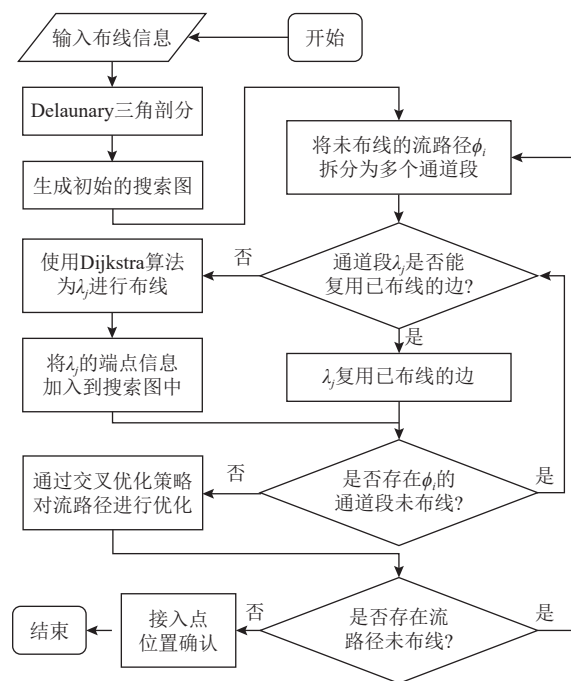 开始
输入布线信息
Delaunary三角剖分
生成初始的搜索图
将未布线的流路径ϕi
拆分为多个通道段
通道段λj是否能
复用已布线的边?
否
是
使用Dijkstra算法
为λj进行布线
将λj的端点信息
加入到搜索图中
λj复用已布线的边
是否存在ϕi的
通道段未布线?
否
是
通过交叉优化策略
对流路径进行优化
是否存在流
路径未布线?
否
是
接入点
位置确认
结束